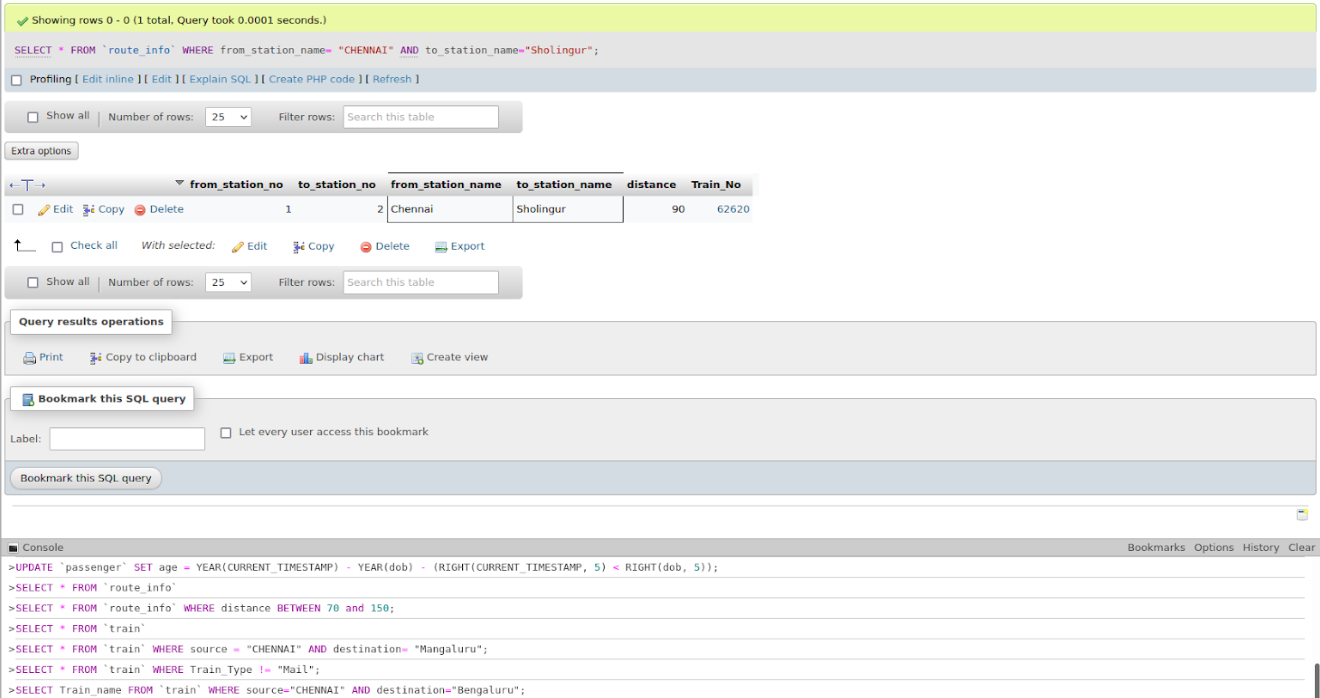 Showing rows 0 - 0 (1 total, Query took 0.0001 seconds.)
SELECT * FROM `route_info` WHERE from_station_name= "CHENNAI" AND to_station_name="Sholingur";
Profiling [ Edit inline ] [ Edit ] [ Explain SQL ] [ Create PHP code ] [ Refresh ]
Show all | Number of rows: 25 Filter rows: Search this table
Extra options
←T→ from_station_no to_station_no from_station_name to_station_name distance Train_No
Edit Copy Delete 1 2 Chennai Sholingur 90 62620
Check all With selected: Edit Copy Delete Export
Show all | Number of rows: 25 Filter rows: Search this table
Query results operations
Print Copy to clipboard Export Display chart Create view
Bookmark this SQL query
Label: Let every user access this bookmark
Bookmark this SQL query
Console Bookmarks Options History Clear
>UPDATE `passenger` SET age = YEAR(CURRENT_TIMESTAMP) - YEAR(dob) - (RIGHT(CURRENT_TIMESTAMP, 5) < RIGHT(dob, 5));
>SELECT * FROM `route_info`
>SELECT * FROM `route_info` WHERE distance BETWEEN 70 and 150;
>SELECT * FROM `train`
>SELECT * FROM `train` WHERE source = "CHENNAI" AND destination= "Mangaluru";
>SELECT * FROM `train` WHERE Train_Type != "Mail";
>SELECT Train_name FROM `train` WHERE source="CHENNAI" AND destination="Bengaluru";